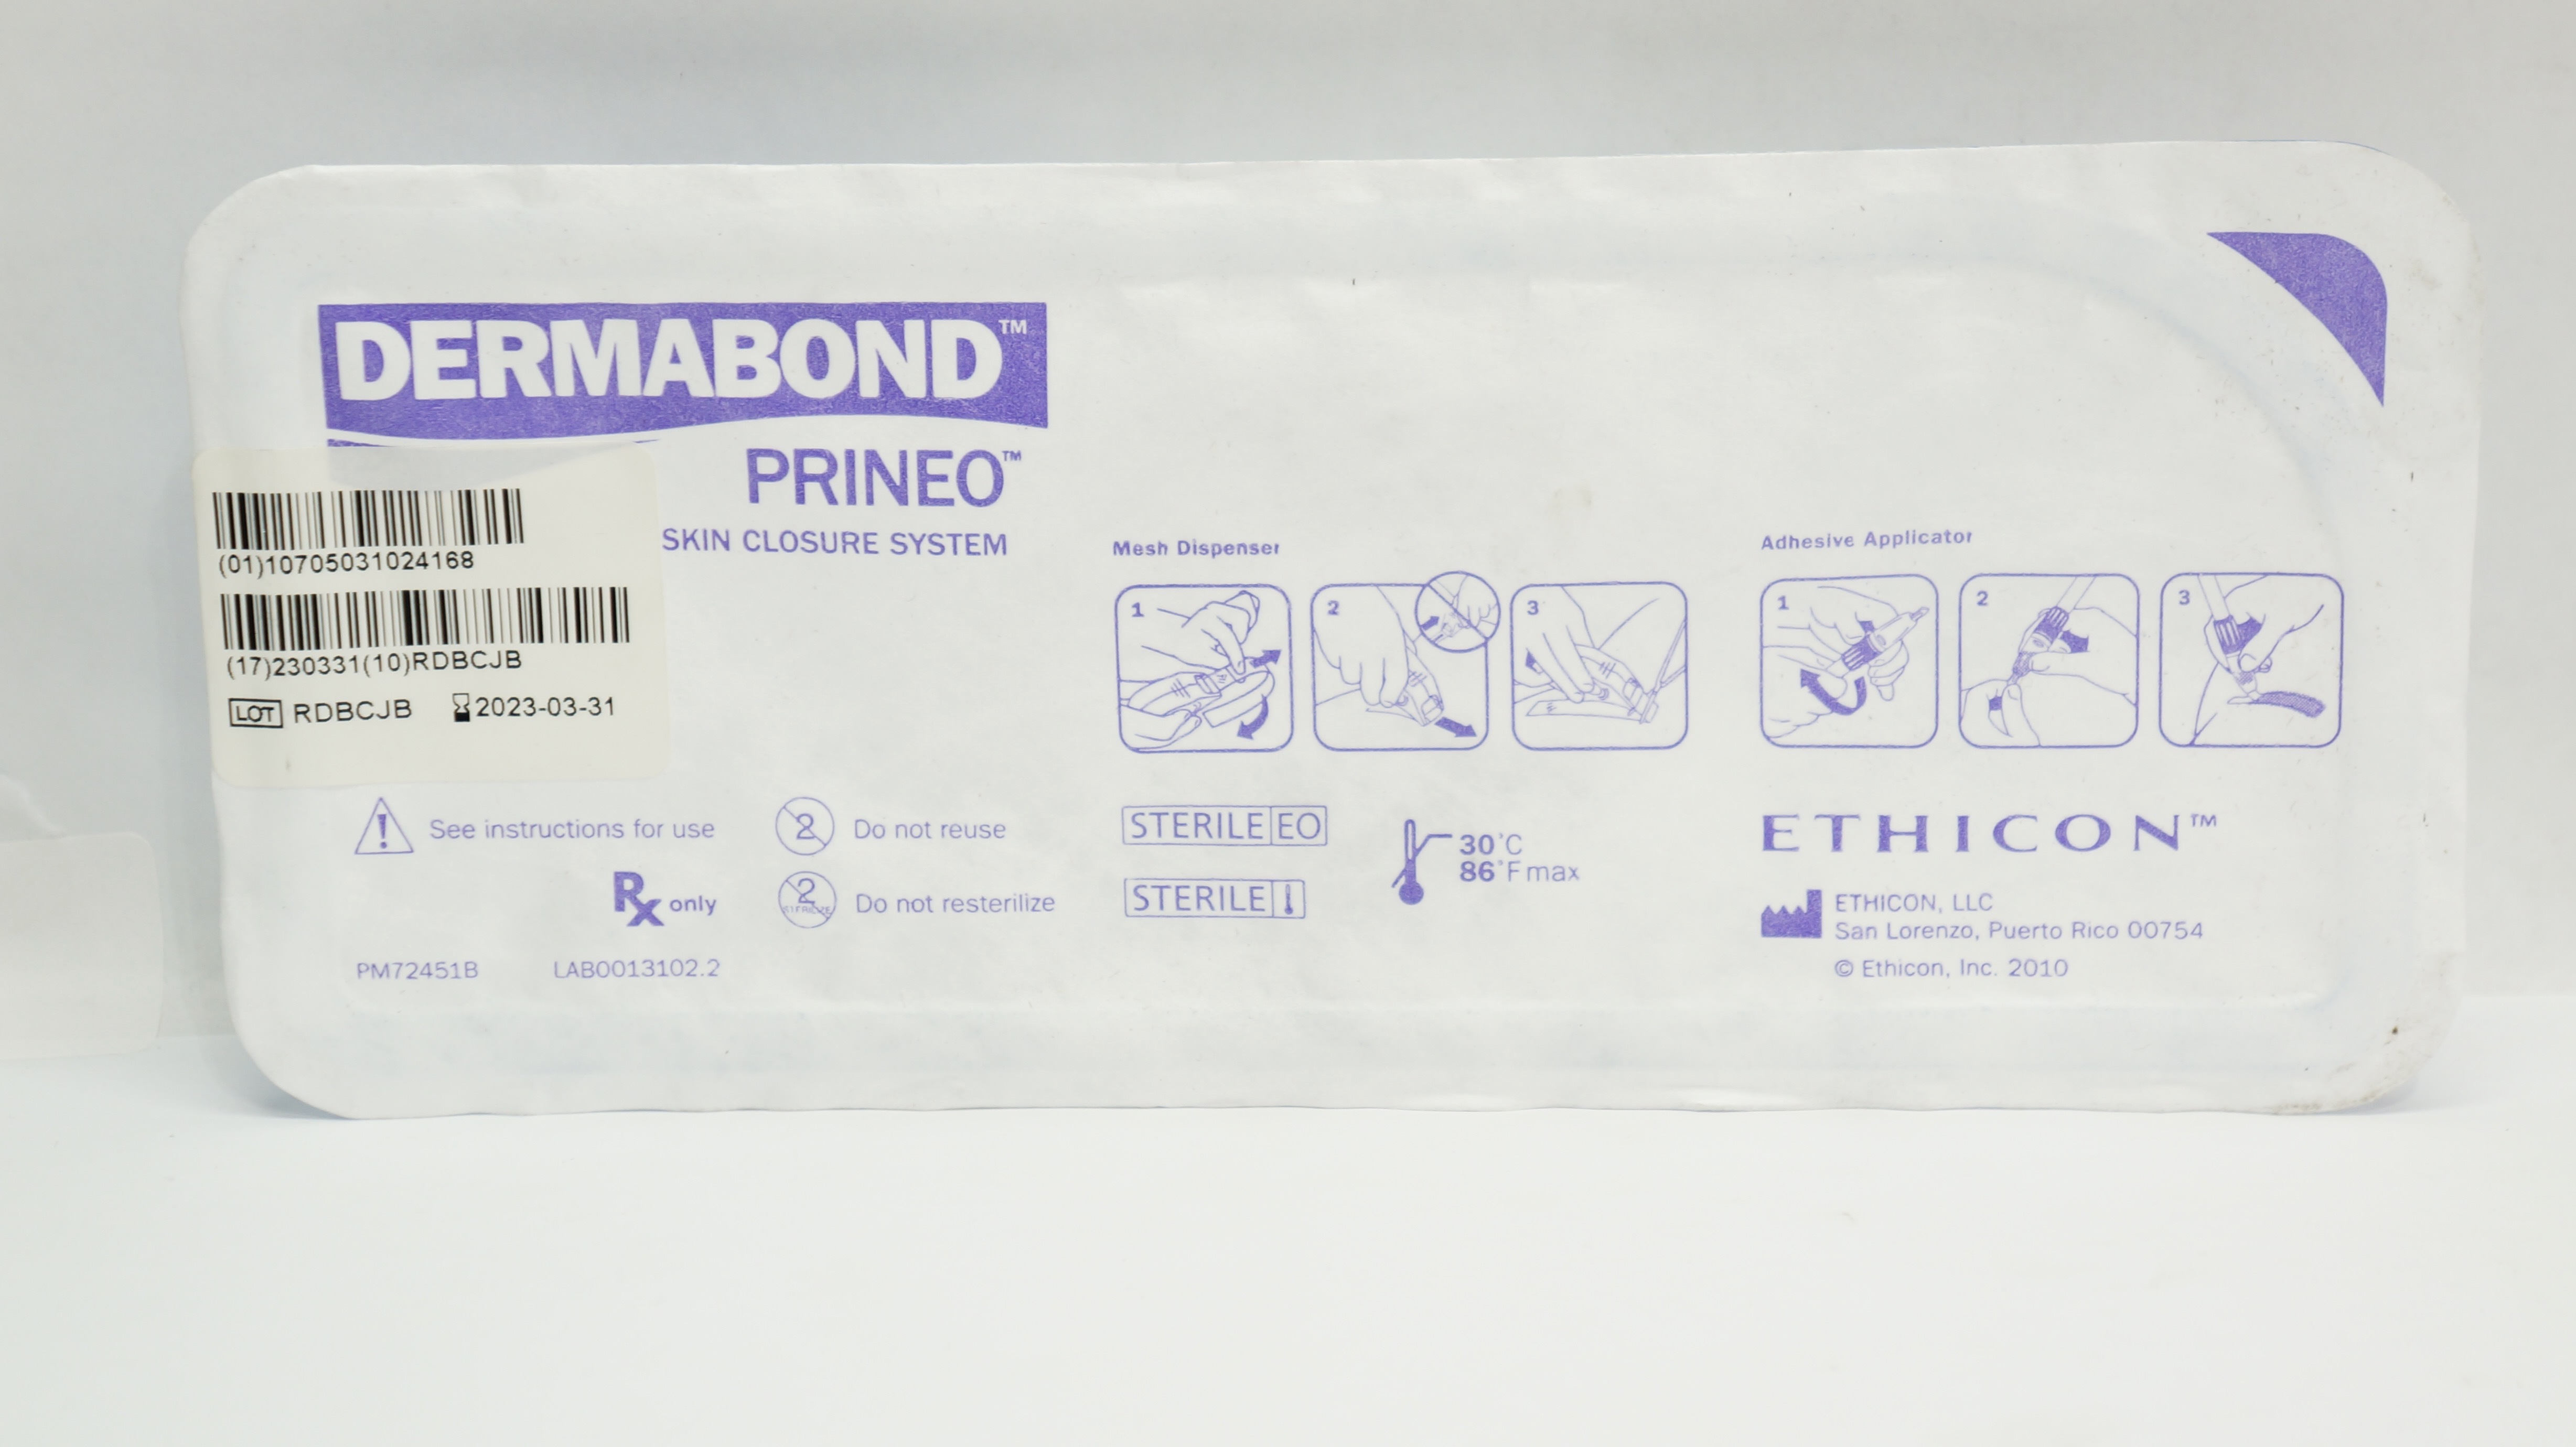 DERMABOND™
PRINEO™
SKIN CLOSURE SYSTEM
(01)10705031024168
(17)230331(10)RDBCJB
LOT RDBCJB 2023-03-31
Mesh Dispenser
1 2 3
Adhesive Applicator
1 2 3
See instructions for use
2 Do not reuse
Rx only
2 Do not resterilize
PM72451B LAB0013102.2
STERILE EO
STERILE
30°C
86°F max
ETHICON™
ETHICON, LLC
San Lorenzo, Puerto Rico 00754
© Ethicon, Inc. 2010